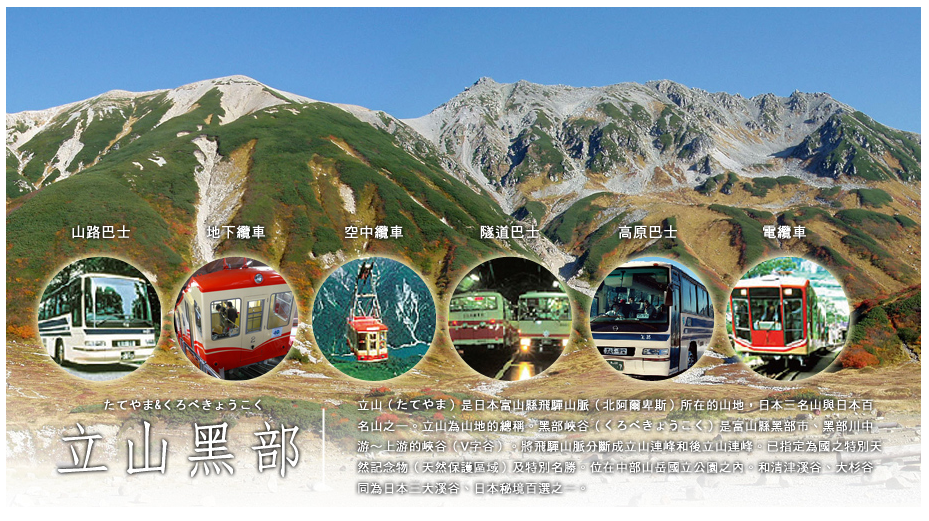 山路巴士
地下纜車
空中纜車
隧道巴士
高原巴士
電纜車
たてやま&くろべきょうこく
立山黑部
立山（たてやま）是日本富山縣飛驒山脈（北阿爾卑斯）所在的山地，日本三名山與日本百
名山之一。立山為山地的總稱。黑部峽谷（くろべきょうこく）是富山縣黑部市、黑部川中
游～上游的峽谷（V字谷）。將飛驒山脈分斷成立山連峰和後立山連峰。已指定為國之特別天
然記念物（天然保護區域）及特別名勝。位在中部山岳國立公園之內。和清津溪谷、大杉谷
同為日本三大溪谷、日本秘境百選之一。